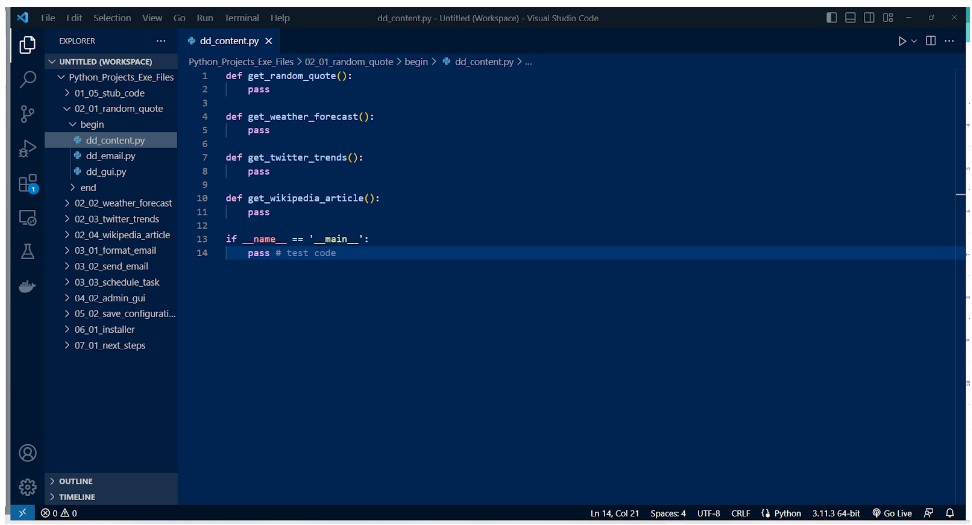 File Edit Selection View Go Run Terminal Help dd_content.py - Untitled (Workspace) - Visual Studio Code
EXPLORER ...
dd_content.py
UNTITLED (WORKSPACE)
Python_Projects_Exe_Files
01_05_stub_code
02_01_random_quote
begin
dd_content.py
dd_email.py
dd_gui.py
end
02_02_weather_forecast
02_03_twitter_trends
02_04_wikipedia_article
03_01_format_email
03_02_send_email
03_03_schedule_task
04_02_admin_gui
05_02_save_configurati...
06_01_installer
07_01_next_steps
OUTLINE
TIMELINE
1
Python_Projects_Exe_Files > 02_01_random_quote > begin > dd_content.py > ...
1 def get_random_quote():
2 pass
3
4 def get_weather_forecast():
5 pass
6
7 def get_twitter_trends():
8 pass
9
10 def get_wikipedia_article():
11 pass
12
13 if __name__ == '__main__':
14 pass # test code
0 0 Ln 14, Col 21 Spaces: 4 UTF-8 CRLF Python 3.11.3 64-bit Go Live